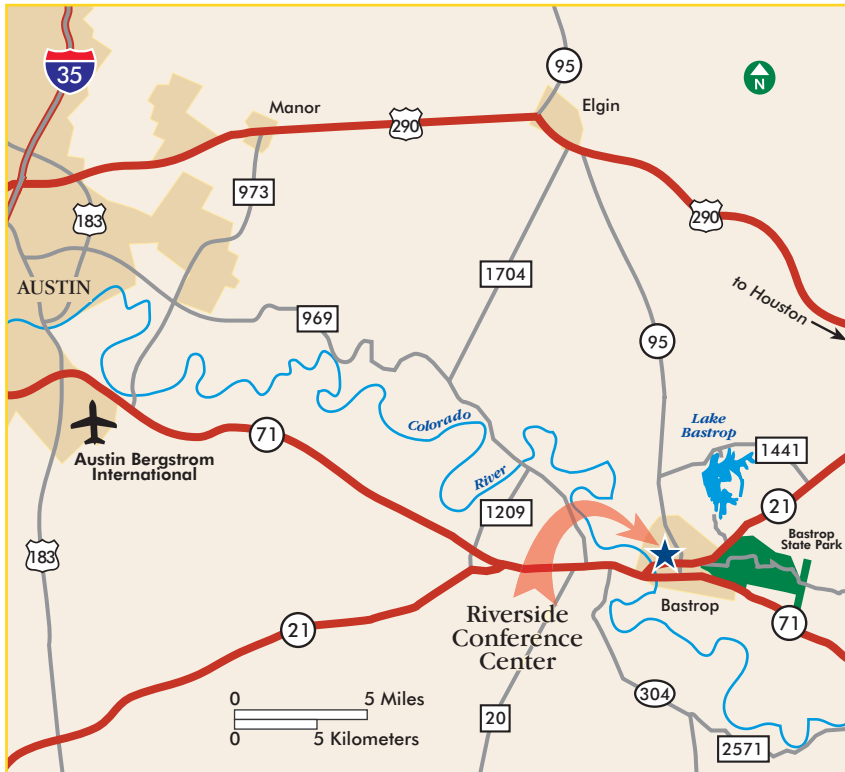 35
95
N
Manor
Elgin
290
973
183
290
1704
AUSTIN
to Houston
969
95
Colorado
River
Lake
Bastrop
1441
71
Austin Bergstrom
International
21
1209
Bastrop
State Park
183
Bastrop
71
21
Riverside
Conference
Center
0 5 Miles
0 5 Kilometers
304
20
2571